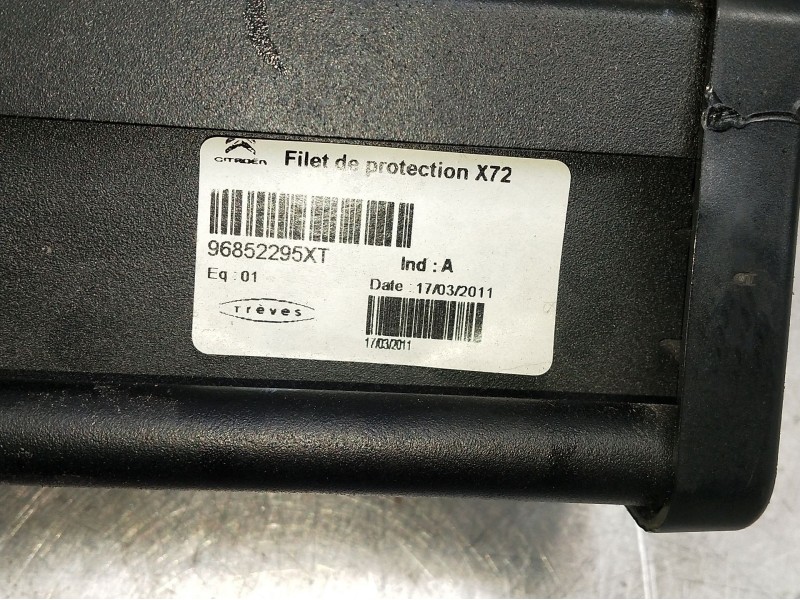 CITROËN
Filet de protection X72
96852295XT
Ind : A
Eq : 01
Date : 17/03/2011
Trèves
17/03/2011